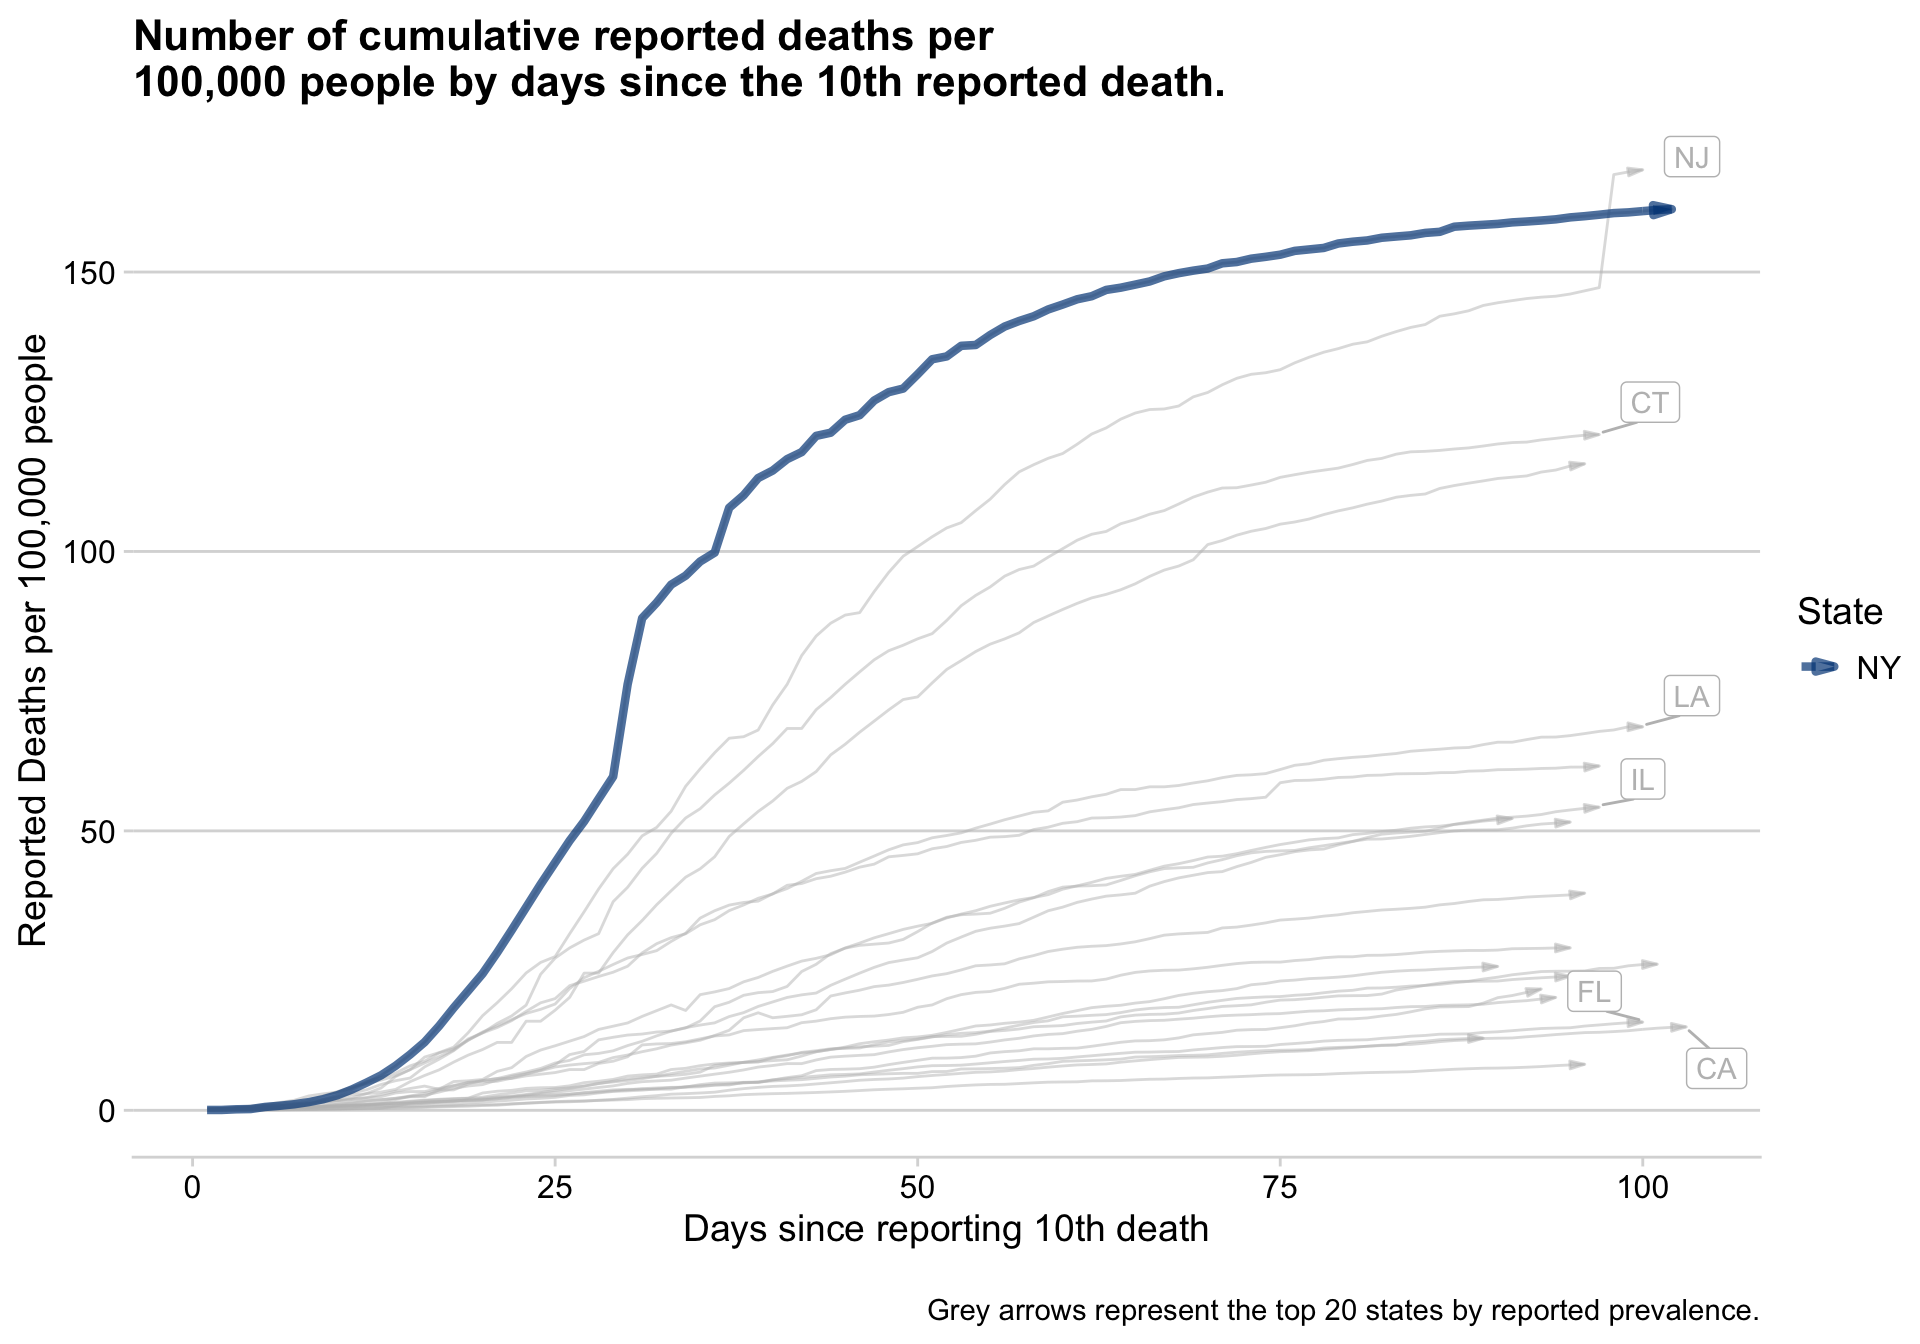 Number of cumulative reported deaths per
100,000 people by days since the 10th reported death.
NJ
150
CT
100
Reported Deaths per 100,000 people
State
NY
LA
IL
50
FL
CA
0
0 25 50 75 100
Days since reporting 10th death
Grey arrows represent the top 20 states by reported prevalence.